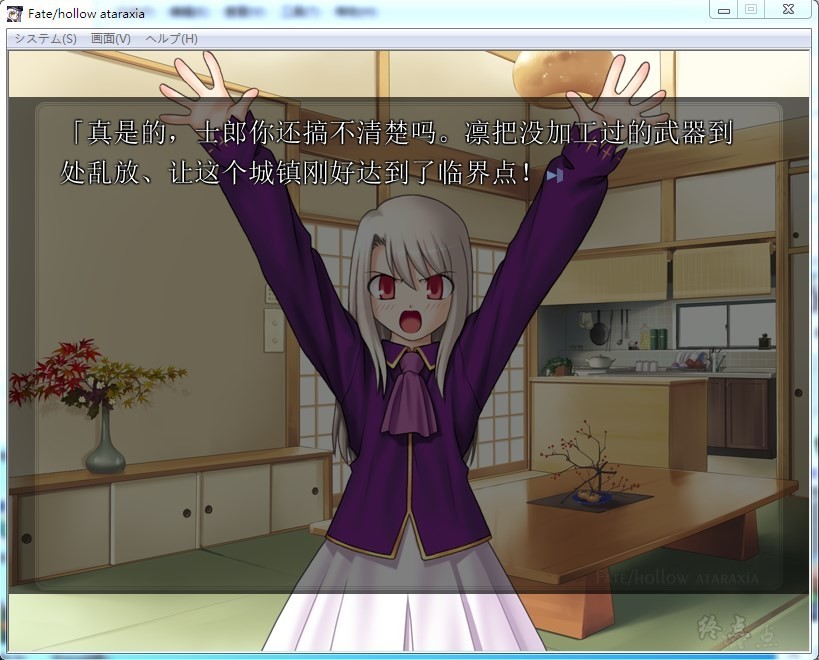 Fate/hollow ataraxia
システム(S) 画面(V) ヘルプ(H)
「真是的，士郎你还搞不清楚吗。凛把没加工过的武器到
处乱放、让这个城镇刚好达到了临界点！
Fate/hollow ataraxia
终点